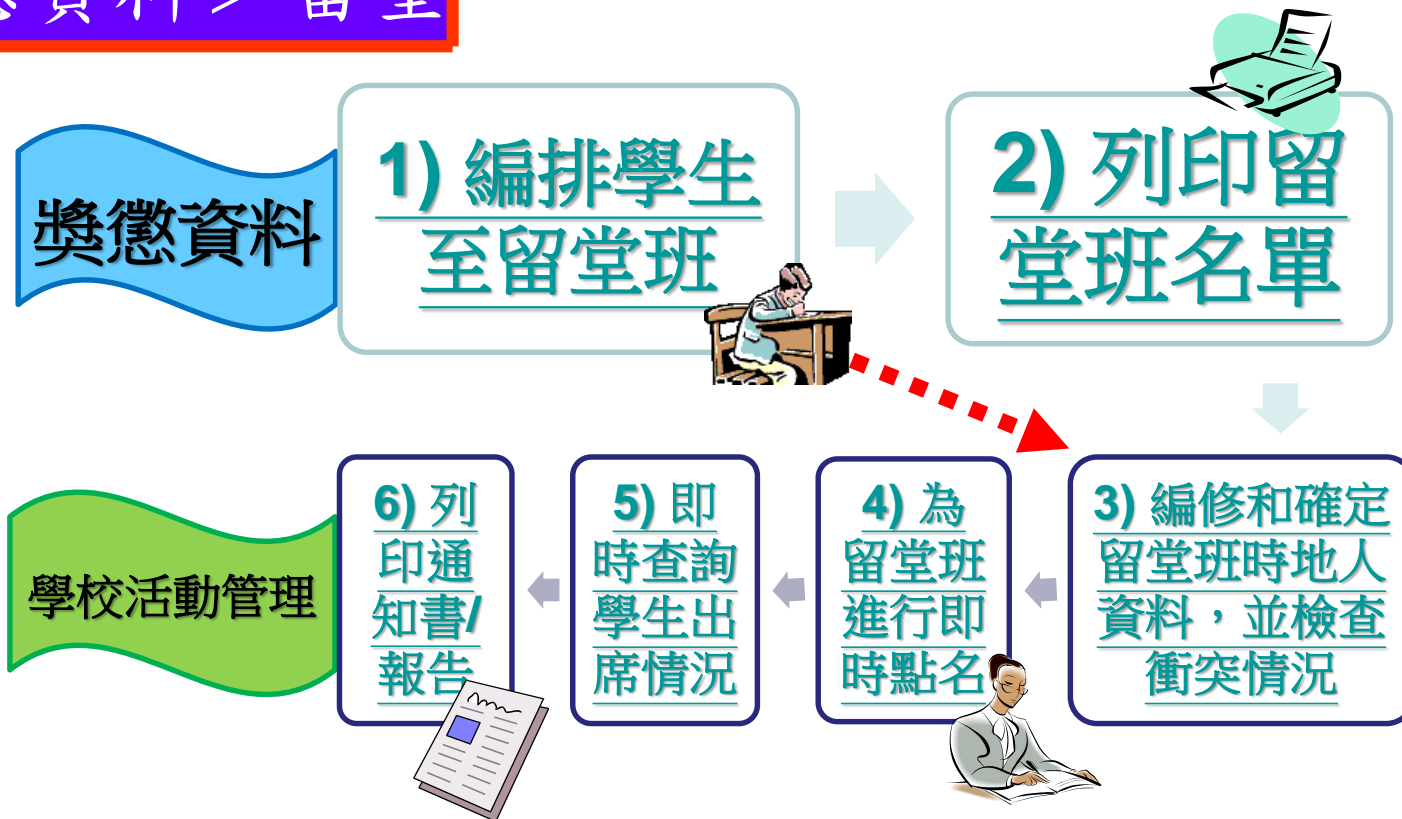 資料＞留堂
獎懲資料
1) 編排學生
至留堂班
2) 列印留
堂班名單
學校活動管理
6) 列
印通
知書/
報告
5) 即
時查詢
學生出
席情況
4) 為
留堂班
進行即
時點名
3) 編修和確定
留堂班時地人
資料，並檢查
衝突情況